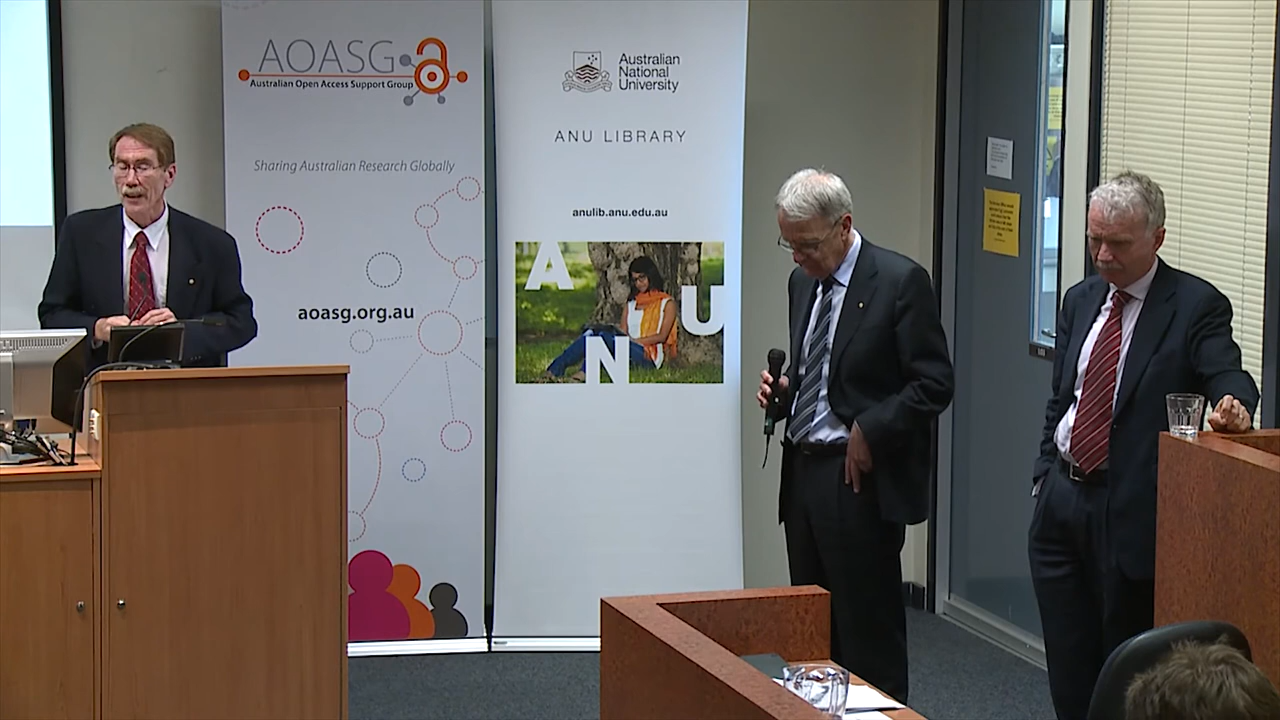 AOASG
Australian Open Access Support Group
Sharing Australian Research Globally
aoasg.org.au
Australian
National
University
ANU LIBRARY
anulib.anu.edu.au
A
N
U